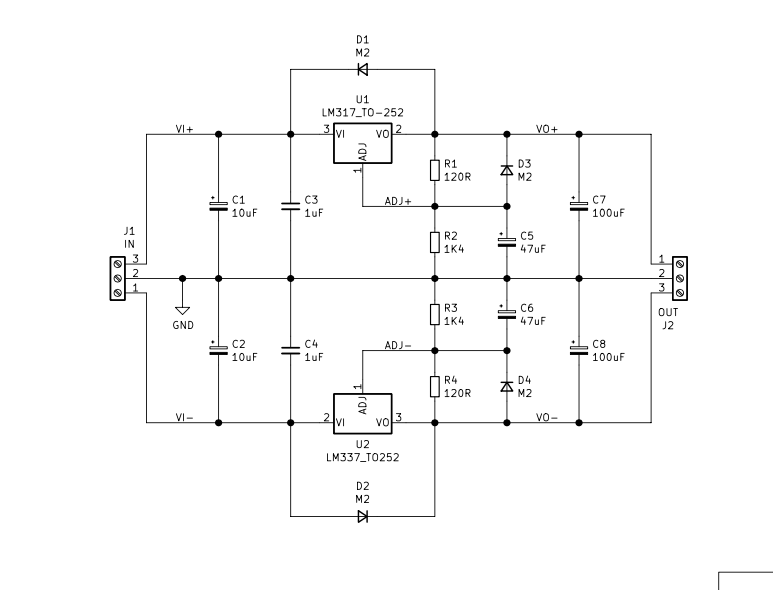 D1
M2
U1
LM317_TO-252
VI+
3
VI
VO
2
VO+
ADJ
1
R1
120R
D3
M2
C1
10uF
C3
1uF
ADJ+
C7
100uF
J1
IN
R2
1K4
C5
47uF
3
2
1
1
2
3
GND
R3
1K4
C6
47uF
OUT
J2
C2
10uF
C4
1uF
ADJ-
C8
100uF
1
ADJ
R4
120R
D4
M2
VI-
2
VI
VO
3
VO-
U2
LM337_TO252
D2
M2